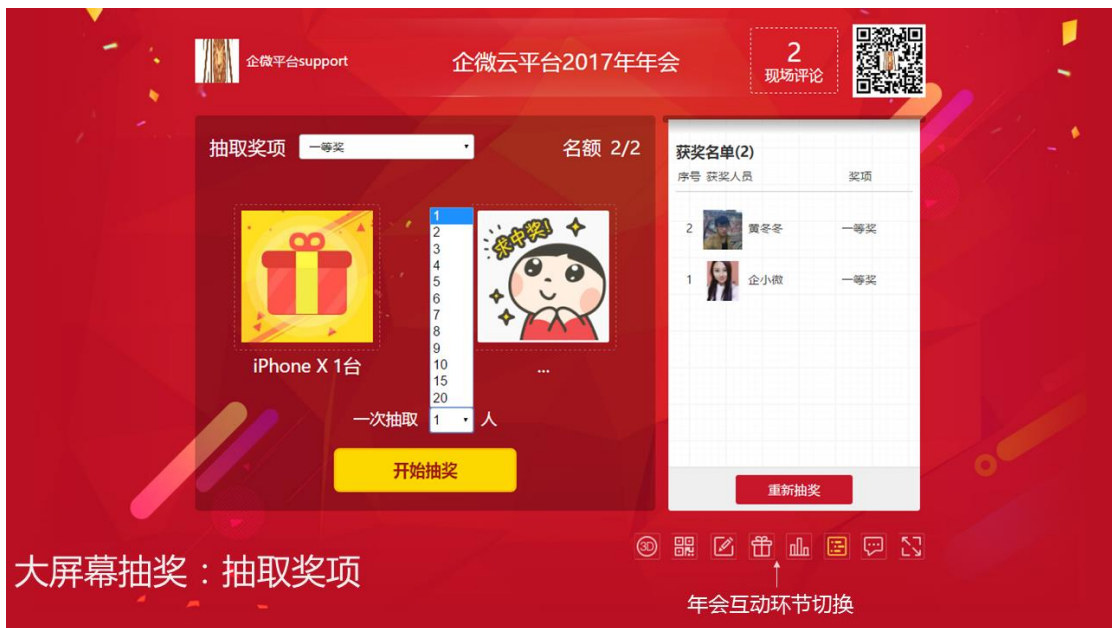 企微平台support
企微云平台2017年年会
2
现场评论
抽取奖项
一等奖
名额 2/2
1
2
3
4
5
6
7
8
9
10
15
20
求中奖!
iPhone X 1台
...
一次抽取 1 人
开始抽奖
获奖名单(2)
序号 获奖人员 奖项
2 黄冬冬 一等奖
1 企小微 一等奖
重新抽奖
3D
大屏幕抽奖：抽取奖项
年会互动环节切换